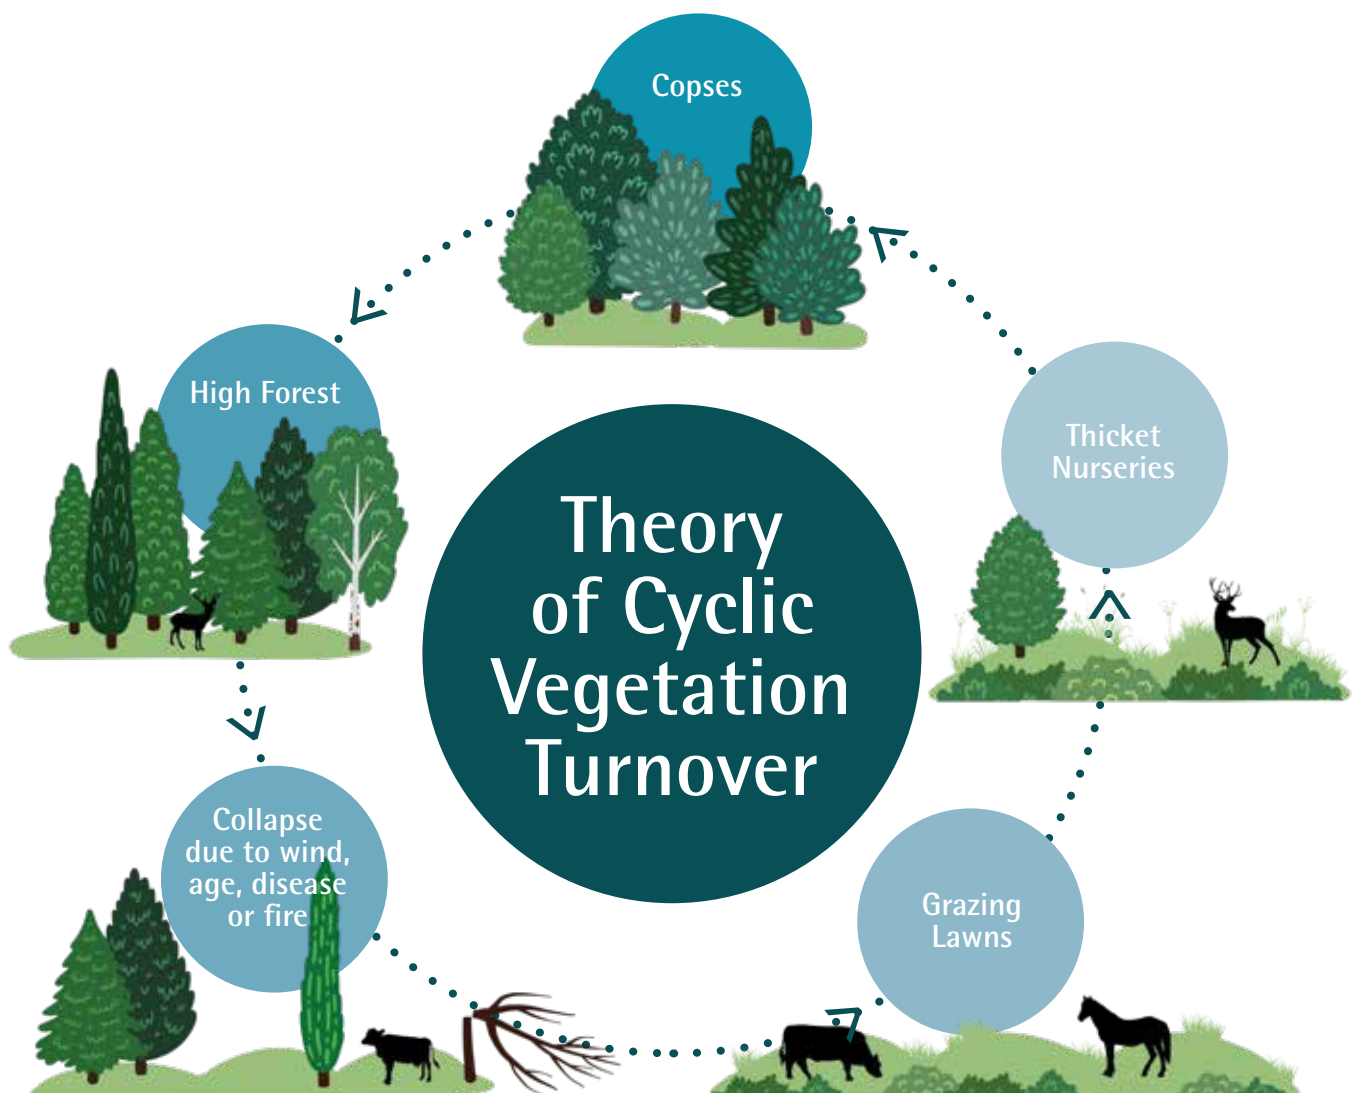 Copses
High Forest
Thicket
Nurseries
Theory
of Cyclic
Vegetation
Turnover
Collapse
due to wind,
age, disease
or fire
Grazing
Lawns